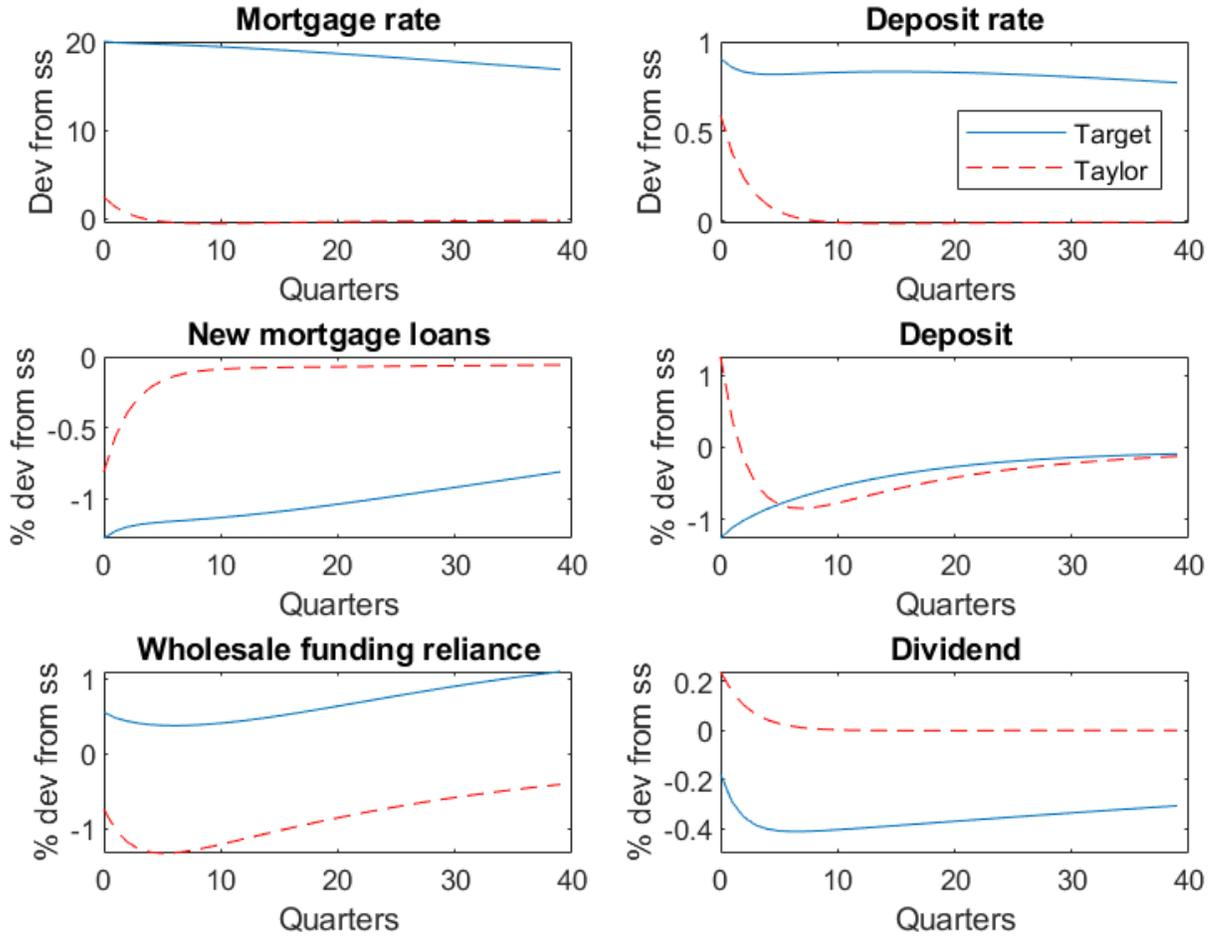 Mortgage rate
Dev from ss
20
10
0
0 10 20 30 40
Quarters
Deposit rate
Dev from ss
1
0.5
0
Target
Taylor
0 10 20 30 40
Quarters
New mortgage loans
% dev from ss
0
-0.5
-1
0 10 20 30 40
Quarters
Deposit
% dev from ss
1
0
-1
0 10 20 30 40
Quarters
Wholesale funding reliance
% dev from ss
1
0
-1
0 10 20 30 40
Quarters
Dividend
% dev from ss
0.2
0
-0.2
-0.4
0 10 20 30 40
Quarters